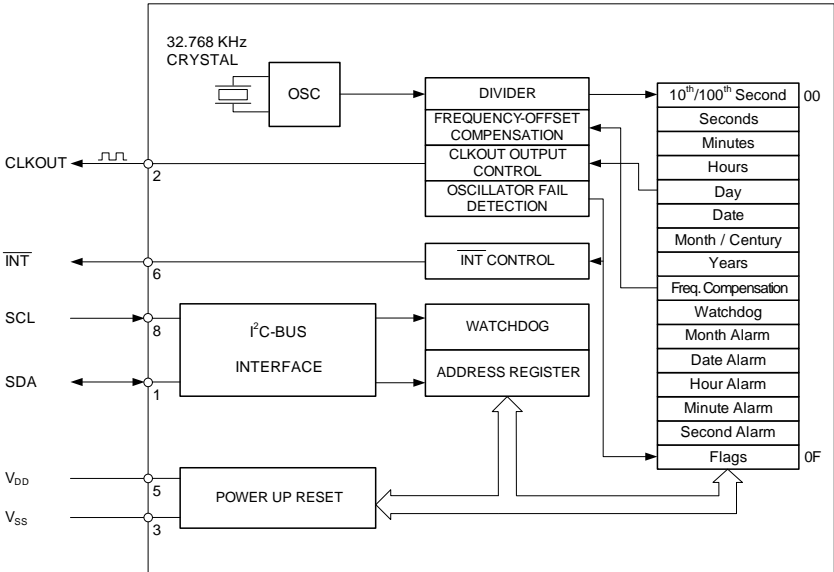 32.768 KHz
CRYSTAL
OSC
DIVIDER
FREQUENCY-OFFSET
COMPENSATION
CLKOUT OUTPUT
CONTROL
OSCILLATOR FAIL
DETECTION
INT CONTROL
CLKOUT
2
INT
6
SCL
8
SDA
1
I²C-BUS
INTERFACE
WATCHDOG
ADDRESS REGISTER
VDD
5
VSS
3
POWER UP RESET
10th/100th Second
00
Seconds
Minutes
Hours
Day
Date
Month / Century
Years
Freq. Compensation
Watchdog
Month Alarm
Date Alarm
Hour Alarm
Minute Alarm
Second Alarm
Flags
0F